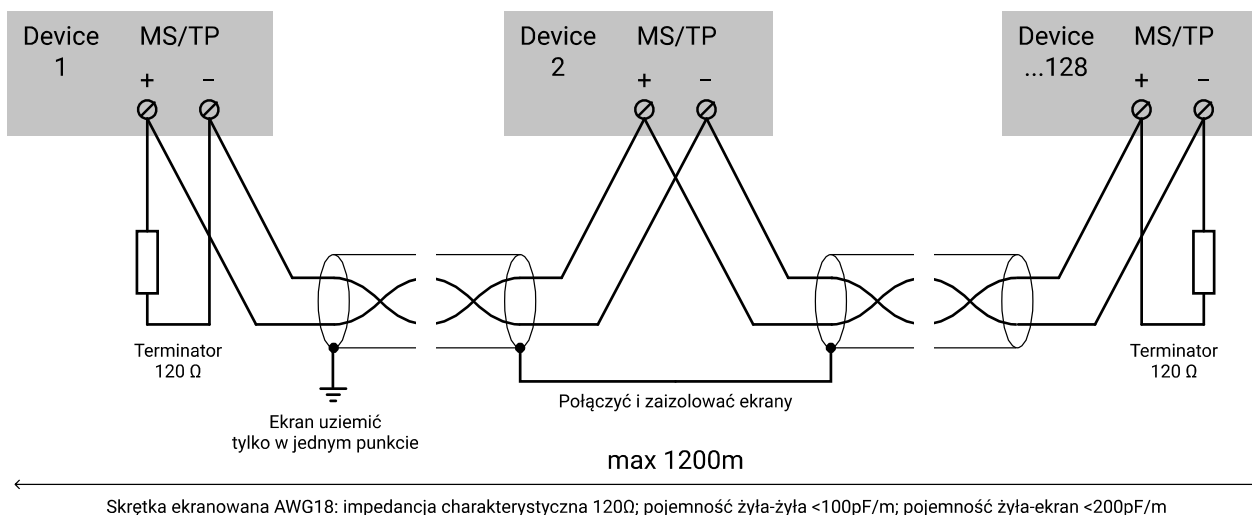 Device 1 MS/TP
+ −
Device 2 MS/TP
+ −
Device ...128 MS/TP
+ −
Terminator
120 Ω
Ekran uziemić
tylko w jednym punkcie
Połączyć i zaizolować ekrany
Terminator
120 Ω
max 1200m
Skrętka ekranowana AWG18: impedancja charakterystyczna 120Ω; pojemność żyła-żyła <100pF/m; pojemność żyła-ekran <200pF/m